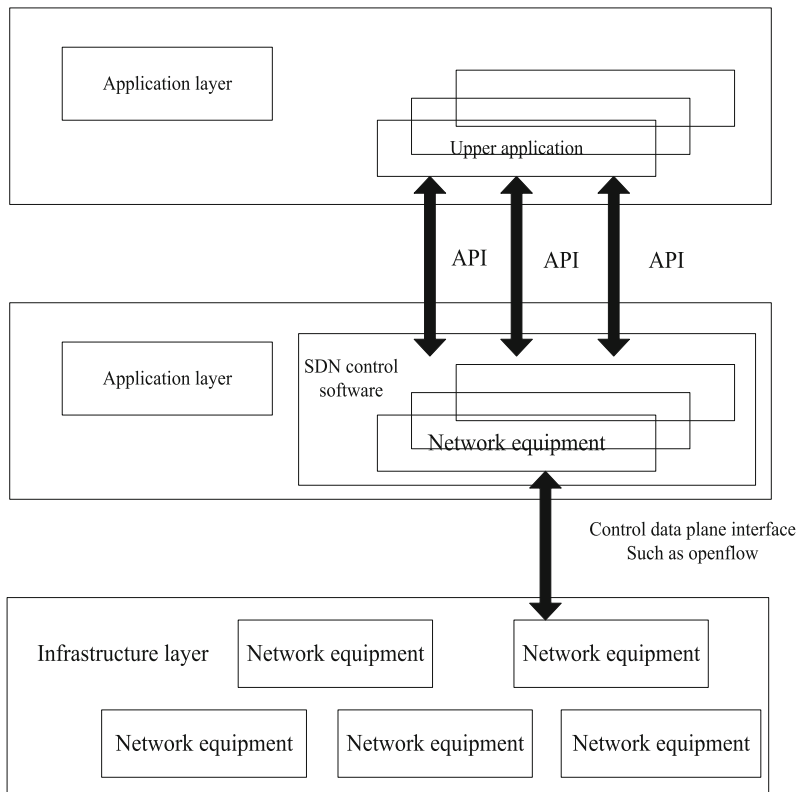 Application layer
Upper application
API
API
API
Application layer
SDN control
software
Network equipment
Control data plane interface
Such as openflow
Infrastructure layer
Network equipment
Network equipment
Network equipment
Network equipment
Network equipment